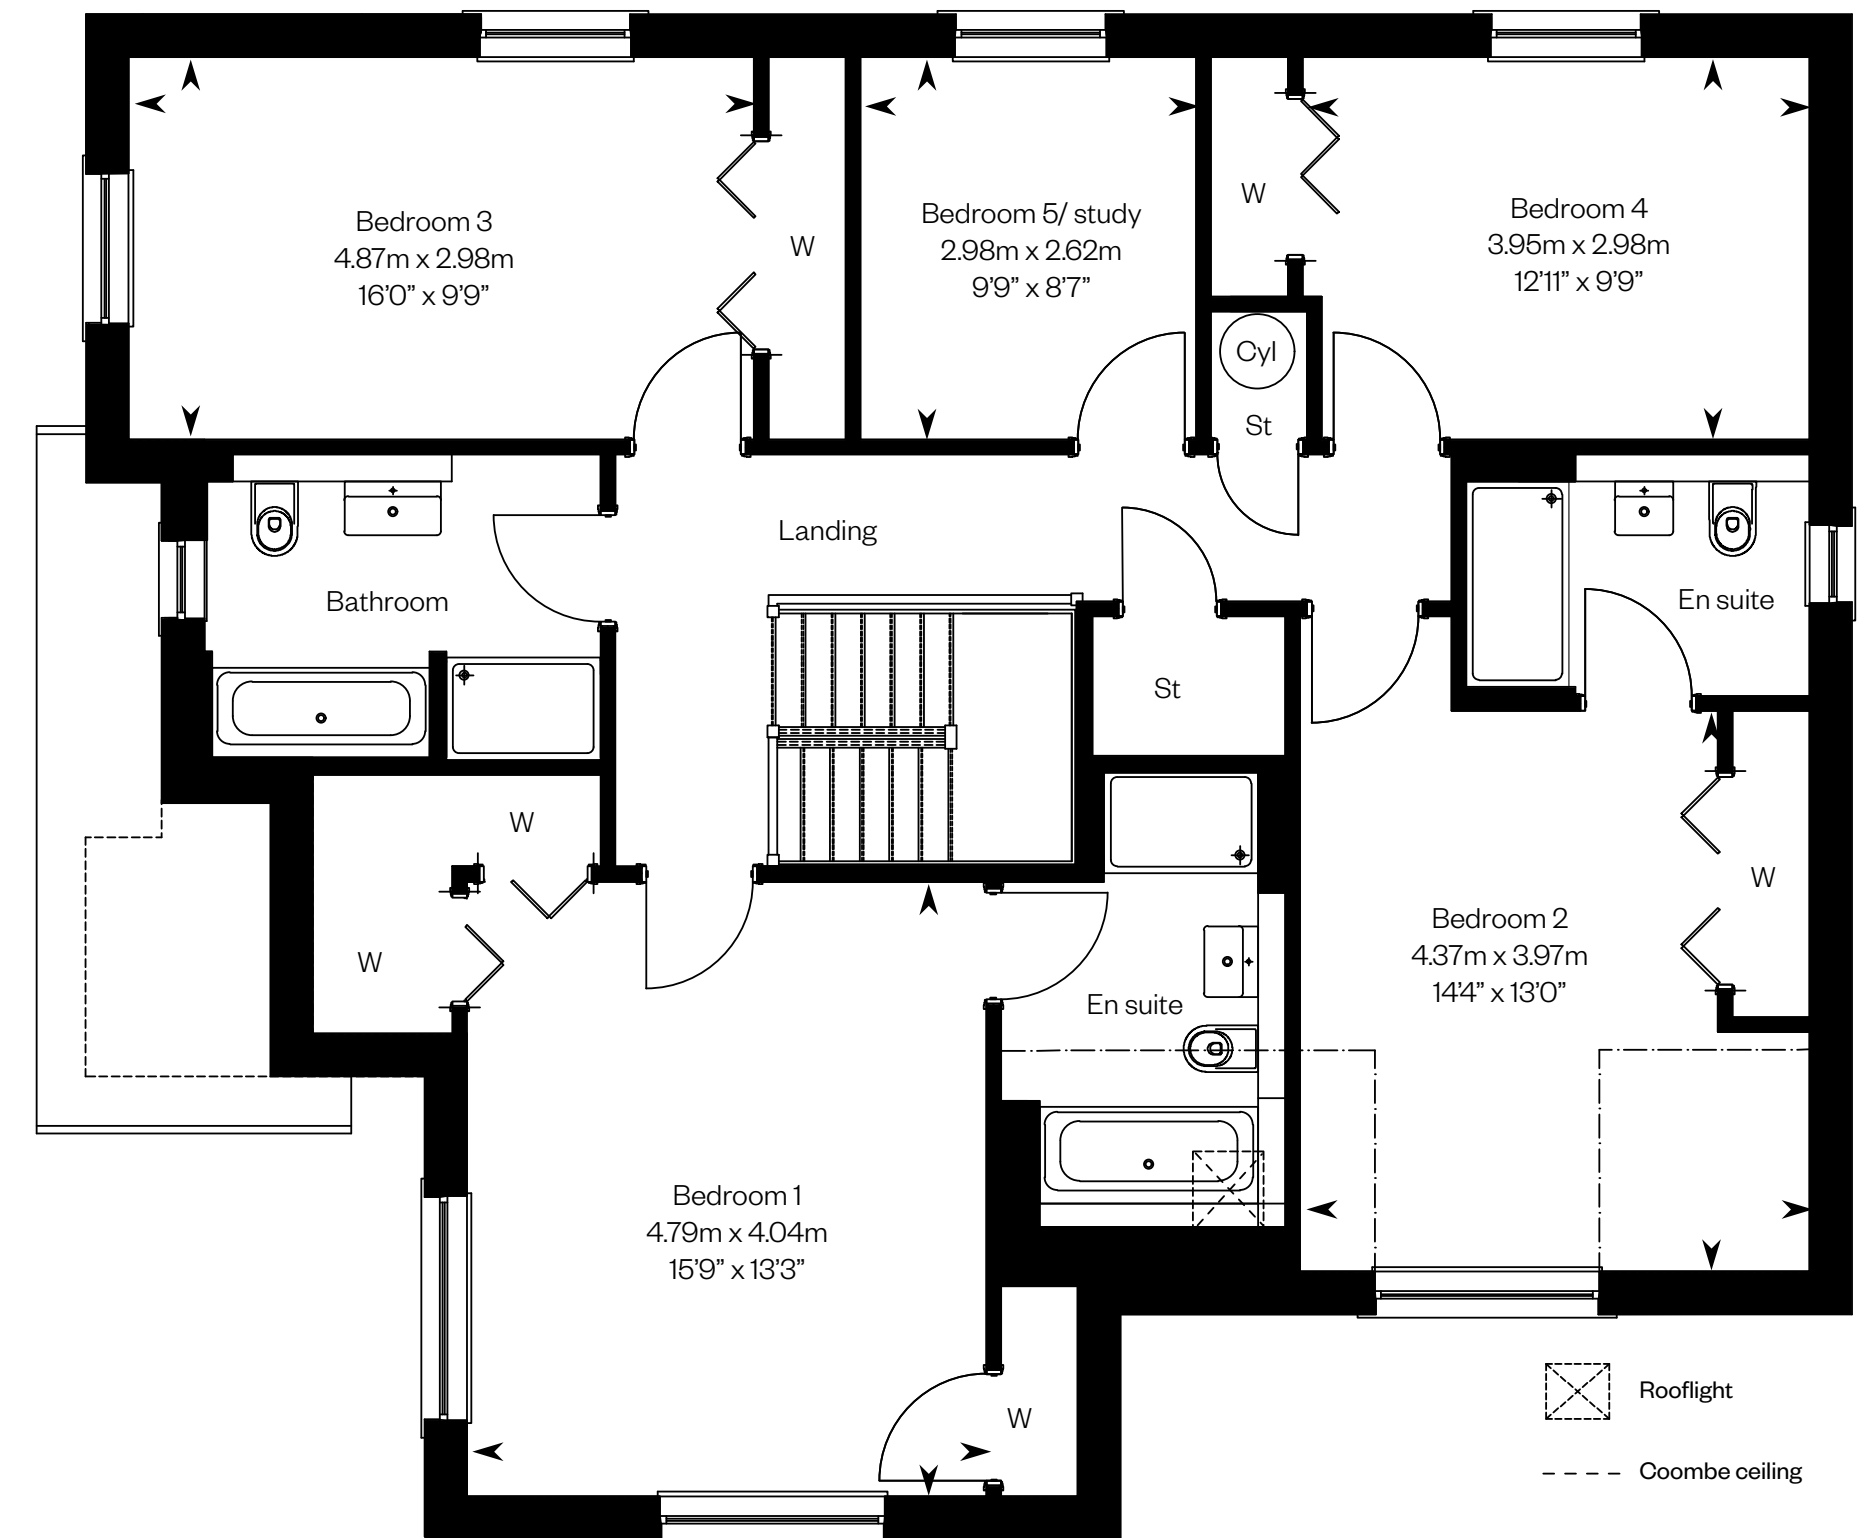 Bedroom 3
4.87m x 2.98m
16’0” x 9’9”
W
Bedroom 5/ study
2.98m x 2.62m
9’9” x 8’7”
W
Bedroom 4
3.95m x 2.98m
12’11” x 9’9”
Cyl
St
Landing
Bathroom
En suite
St
W
W
W
Bedroom 2
4.37m x 3.97m
14’4” x 13’0”
En suite
Bedroom 1
4.79m x 4.04m
15’9” x 13’3”
W
Rooflight
Coombe ceiling